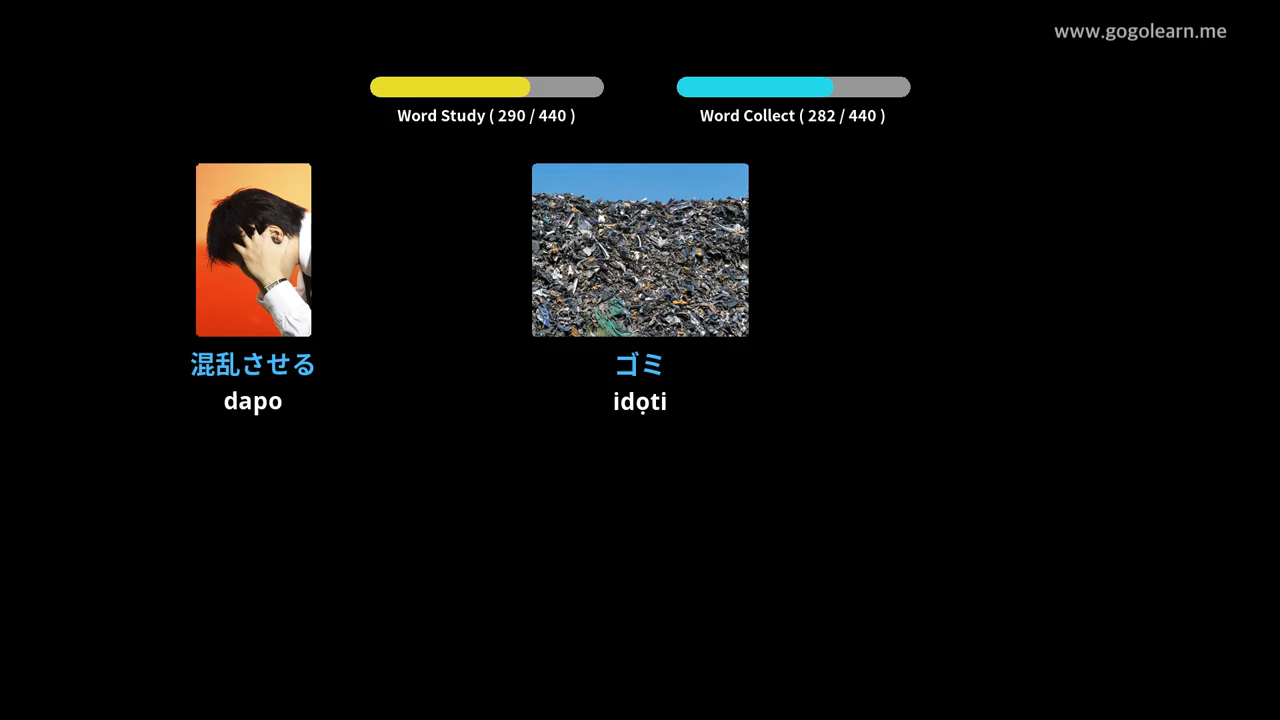 www.gogolearn.me
Word Study ( 290 / 440 )
Word Collect ( 282 / 440 )
混乱させる
dapo
ゴミ
idọti